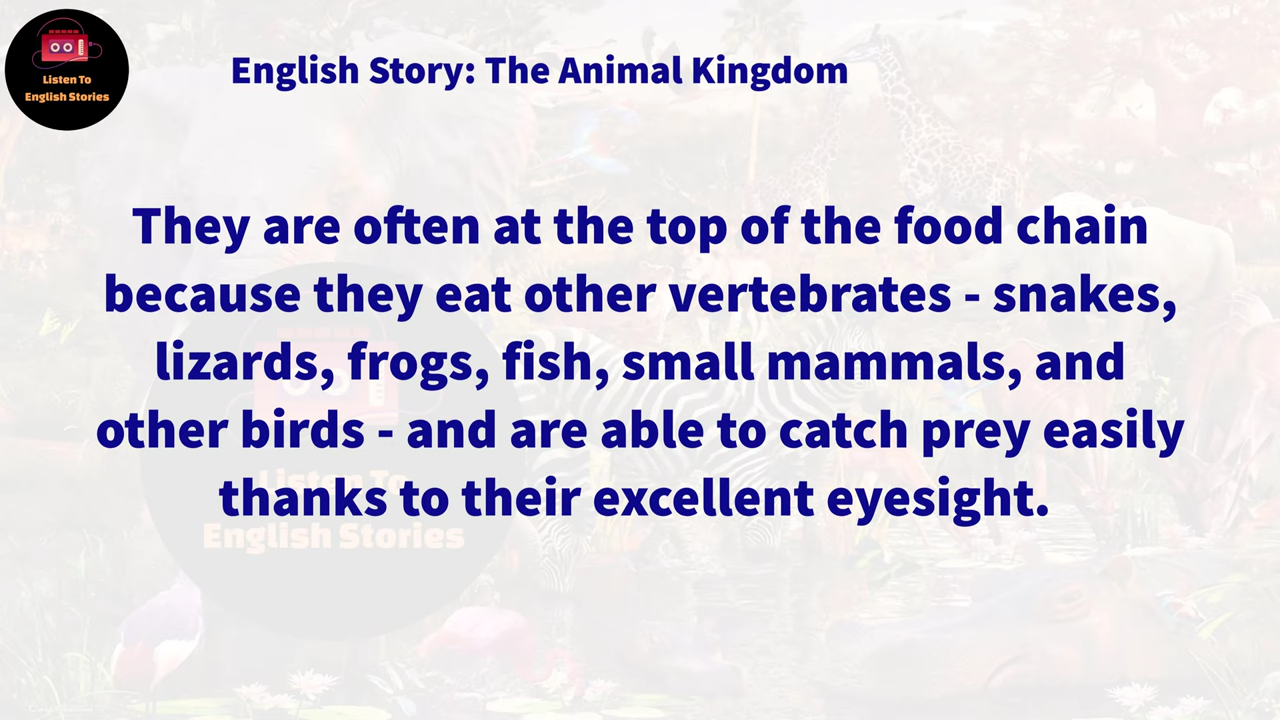 Listen To
English Stories
English Story: The Animal Kingdom
They are often at the top of the food chain
because they eat other vertebrates - snakes,
lizards, frogs, fish, small mammals, and
other birds - and are able to catch prey easily
thanks to their excellent eyesight.
Listen To
English Stories